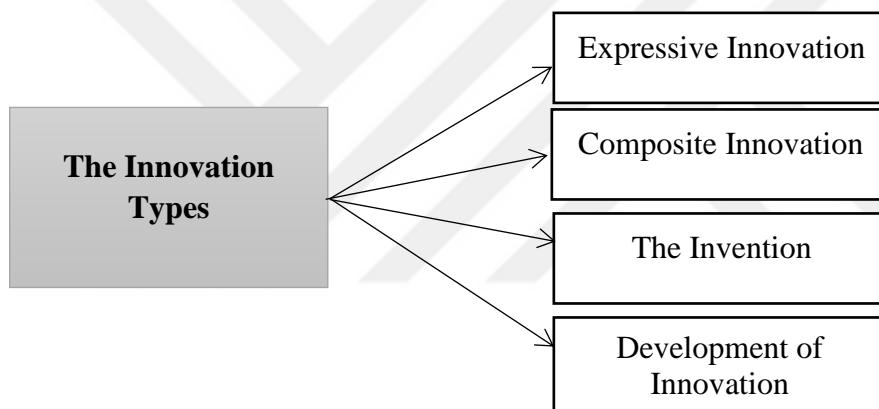 Expressive Innovation
Composite Innovation
The Innovation
Types
The Invention
Development of
Innovation